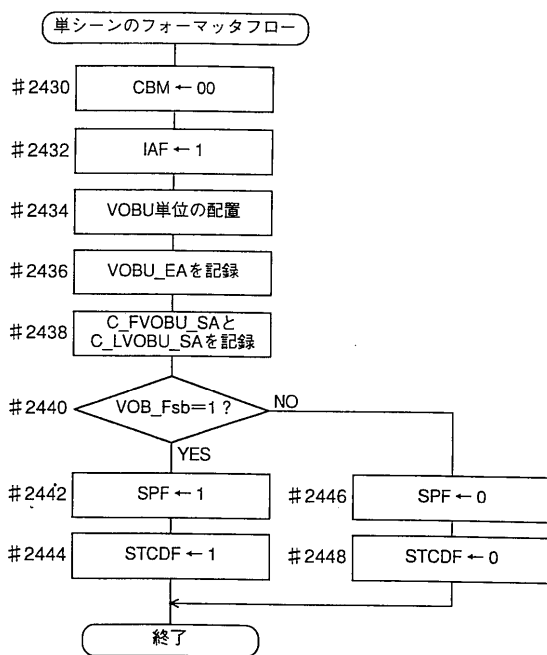 単シーンのフォーマッタフロー
#2430
CBM ← 00
#2432
IAF ← 1
#2434
VOBU単位の配置
#2436
VOBU_EAを記録
#2438
C_FVOBU_SAと
C_LVOBU_SAを記録
#2440
VOB_Fsb=1 ?
NO
YES
#2442
SPF ← 1
#2446
SPF ← 0
#2444
STCDF ← 1
#2448
STCDF ← 0
終了